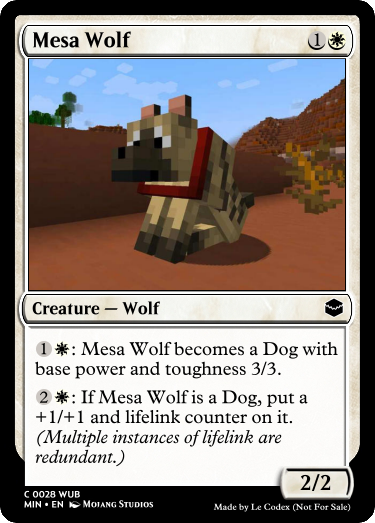 Mesa Wolf 1
Creature — Wolf
1 : Mesa Wolf becomes a Dog with
base power and toughness 3/3.
2 : If Mesa Wolf is a Dog, put a
+1/+1 and lifelink counter on it.
(Multiple instances of lifelink are
redundant.)
2/2
C 0028 WUB
MIN • EN Mojang Studios
Made by Le Codex (Not For Sale)